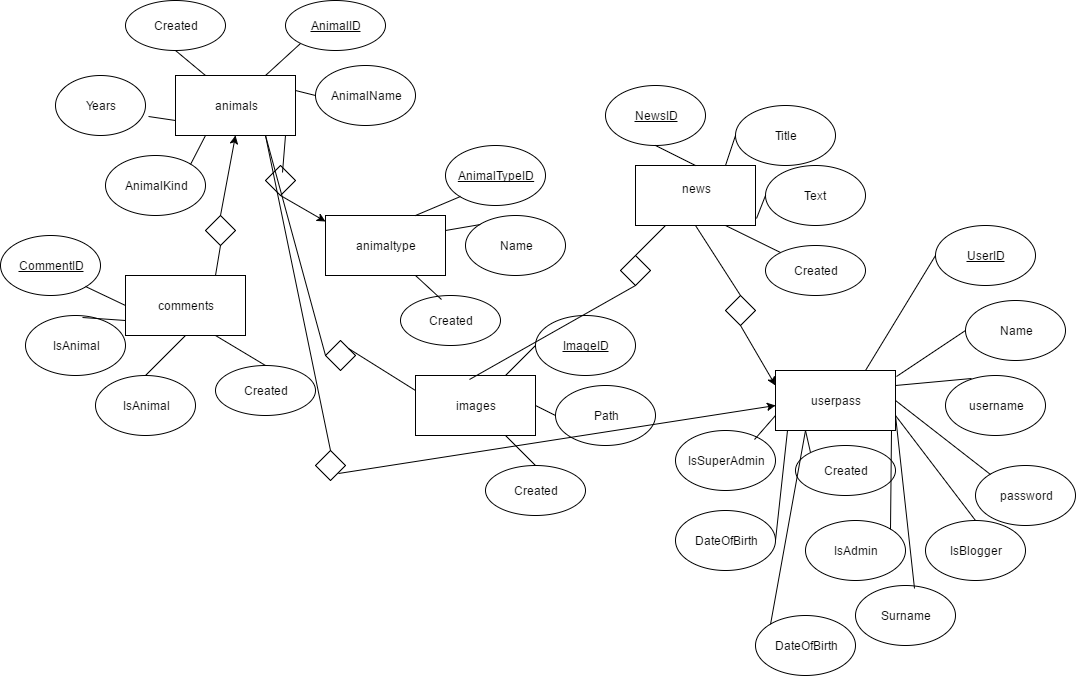 Created
AnimalID
Years
animals
AnimalName
AnimalKind
NewsID
Title
news
Text
Created
AnimalTypeID
animaltype
Name
Created
CommentID
comments
IsAnimal
IsAnimal
Created
ImageID
images
Path
Created
UserID
Name
userpass
username
IsSuperAdmin
Created
password
DateOfBirth
IsAdmin
IsBlogger
Surname
DateOfBirth